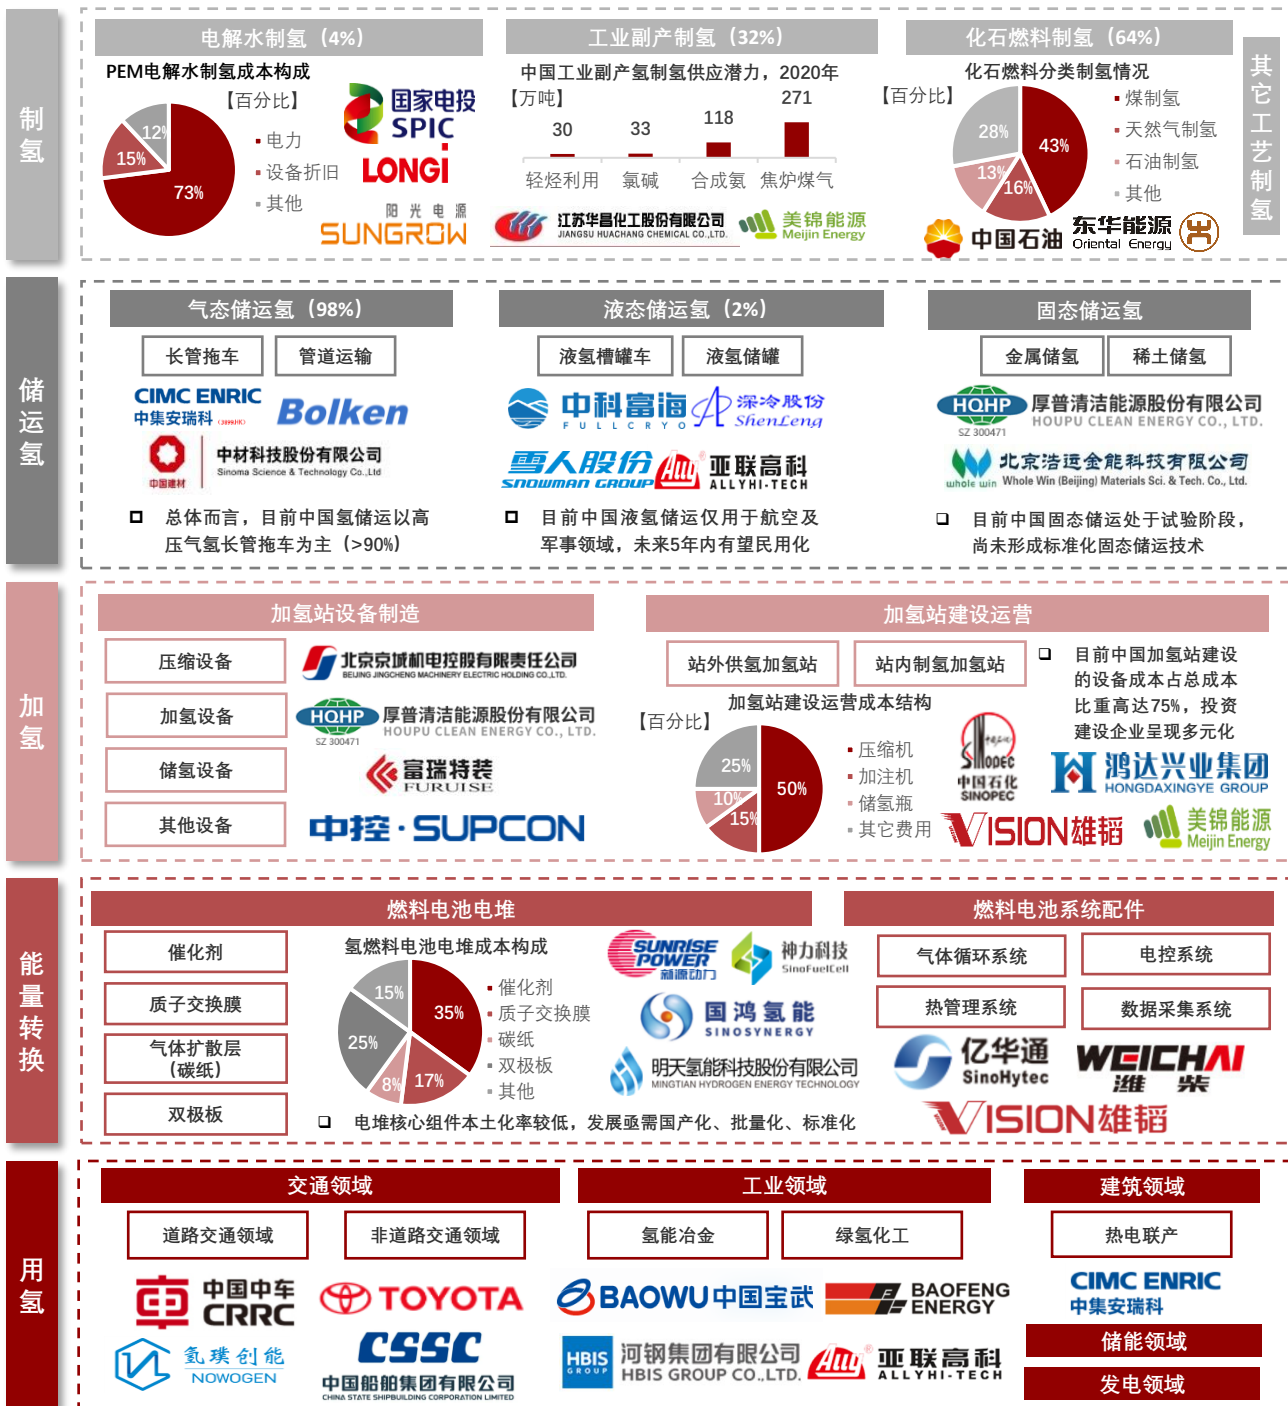 制氢
电解水制氢（4%）
PEM电解水制氢成本构成
【百分比】
12%
15%
73%
电力
设备折旧
其他
国家电投
SPIC
LONGi
阳光电源
SUNGROW
工业副产制氢（32%）
中国工业副产氢制氢供应潜力，2020年
【万吨】
30
33
118
271
轻烃利用
氯碱
合成氨
焦炉煤气
江苏华昌化工股份有限公司
JIANGSU HUACHANG CHEMICAL CO.,LTD.
美锦能源
Meijin Energy
化石燃料制氢（64%）
化石燃料分类制氢情况
【百分比】
28%
43%
13%
16%
煤制氢
天然气制氢
石油制氢
其他
中国石油
东华能源
Oriental Energy
其它工艺制氢
储运氢
气态储运氢（98%）
长管拖车
管道运输
CIMC ENRIC
中集安瑞科
(3899.HK)
Bolken
中国建材
中材科技股份有限公司
Sinoma Science & Technology Co.,Ltd
总体而言，目前中国氢储运以高
压气氢长管拖车为主（>90%）
液态储运氢（2%）
液氢槽罐车
液氢储罐
中科富海
FULLCRYO
深冷股份
ShenLeng
雪人股份
SNOWMAN GROUP
Ally®
亚联高科
ALLYHI-TECH
目前中国液氢储运仅用于航空及
军事领域，未来5年内有望民用化
固态储运氢
金属储氢
稀土储氢
HQHP
SZ 300471
厚普清洁能源股份有限公司
HOUPU CLEAN ENERGY CO., LTD.
whole win
北京浩运金能科技有限公司
Whole Win (Beijing) Materials Sci. & Tech. Co., Ltd.
目前中国固态储运处于试验阶段，
尚未形成标准化固态储运技术
加氢
加氢站设备制造
压缩设备
加氢设备
储氢设备
其他设备
北京京城机电控股有限责任公司
BEIJING JINGCHENG MACHINERY ELECTRIC HOLDING CO.,LTD.
HQHP
SZ 300471
厚普清洁能源股份有限公司
HOUPU CLEAN ENERGY CO., LTD.
富瑞特装
FURUISE
中控·SUPCON
加氢站建设运营
站外供氢加氢站
站内制氢加氢站
加氢站建设运营成本结构
【百分比】
25%
50%
10%
15%
压缩机
加注机
储氢瓶
其它费用
目前中国加氢站建设
的设备成本占总成本
比重高达75%，投资
建设企业呈现多元化
Sinopec
中国石化
SINOPEC
鸿达兴业集团
HONGDAXINGYE GROUP
VISION雄韬
美锦能源
Meijin Energy
能量转换
燃料电池电堆
催化剂
质子交换膜
气体扩散层
（碳纸）
双极板
氢燃料电池电堆成本构成
15%
35%
25%
8%
17%
催化剂
质子交换膜
碳纸
双极板
其他
SUNRISE
POWER
新源动力
神力科技
SinoFuelCell
国鸿氢能
SINOSYNERGY
明天氢能科技股份有限公司
MINGTIAN HYDROGEN ENERGY TECHNOLOGY
电堆核心组件本土化率较低，发展亟需国产化、批量化、标准化
燃料电池系统配件
气体循环系统
电控系统
热管理系统
数据采集系统
亿华通
SinoHytec
WEICHAI
潍柴
VISION雄韬
用氢
交通领域
道路交通领域
非道路交通领域
中国中车
CRRC
TOYOTA
氢璞创能
NOWOGEN
CSSC
中国船舶集团有限公司
CHINA STATE SHIPBUILDING CORPORATION LIMITED
工业领域
氢能冶金
绿氢化工
BAOWU中国宝武
BAOFENG
ENERGY
HBIS
GROUP
河钢集团有限公司
HBIS GROUP CO.,LTD.
Ally®
亚联高科
ALLYHI-TECH
建筑领域
热电联产
CIMC ENRIC
中集安瑞科
储能领域
发电领域